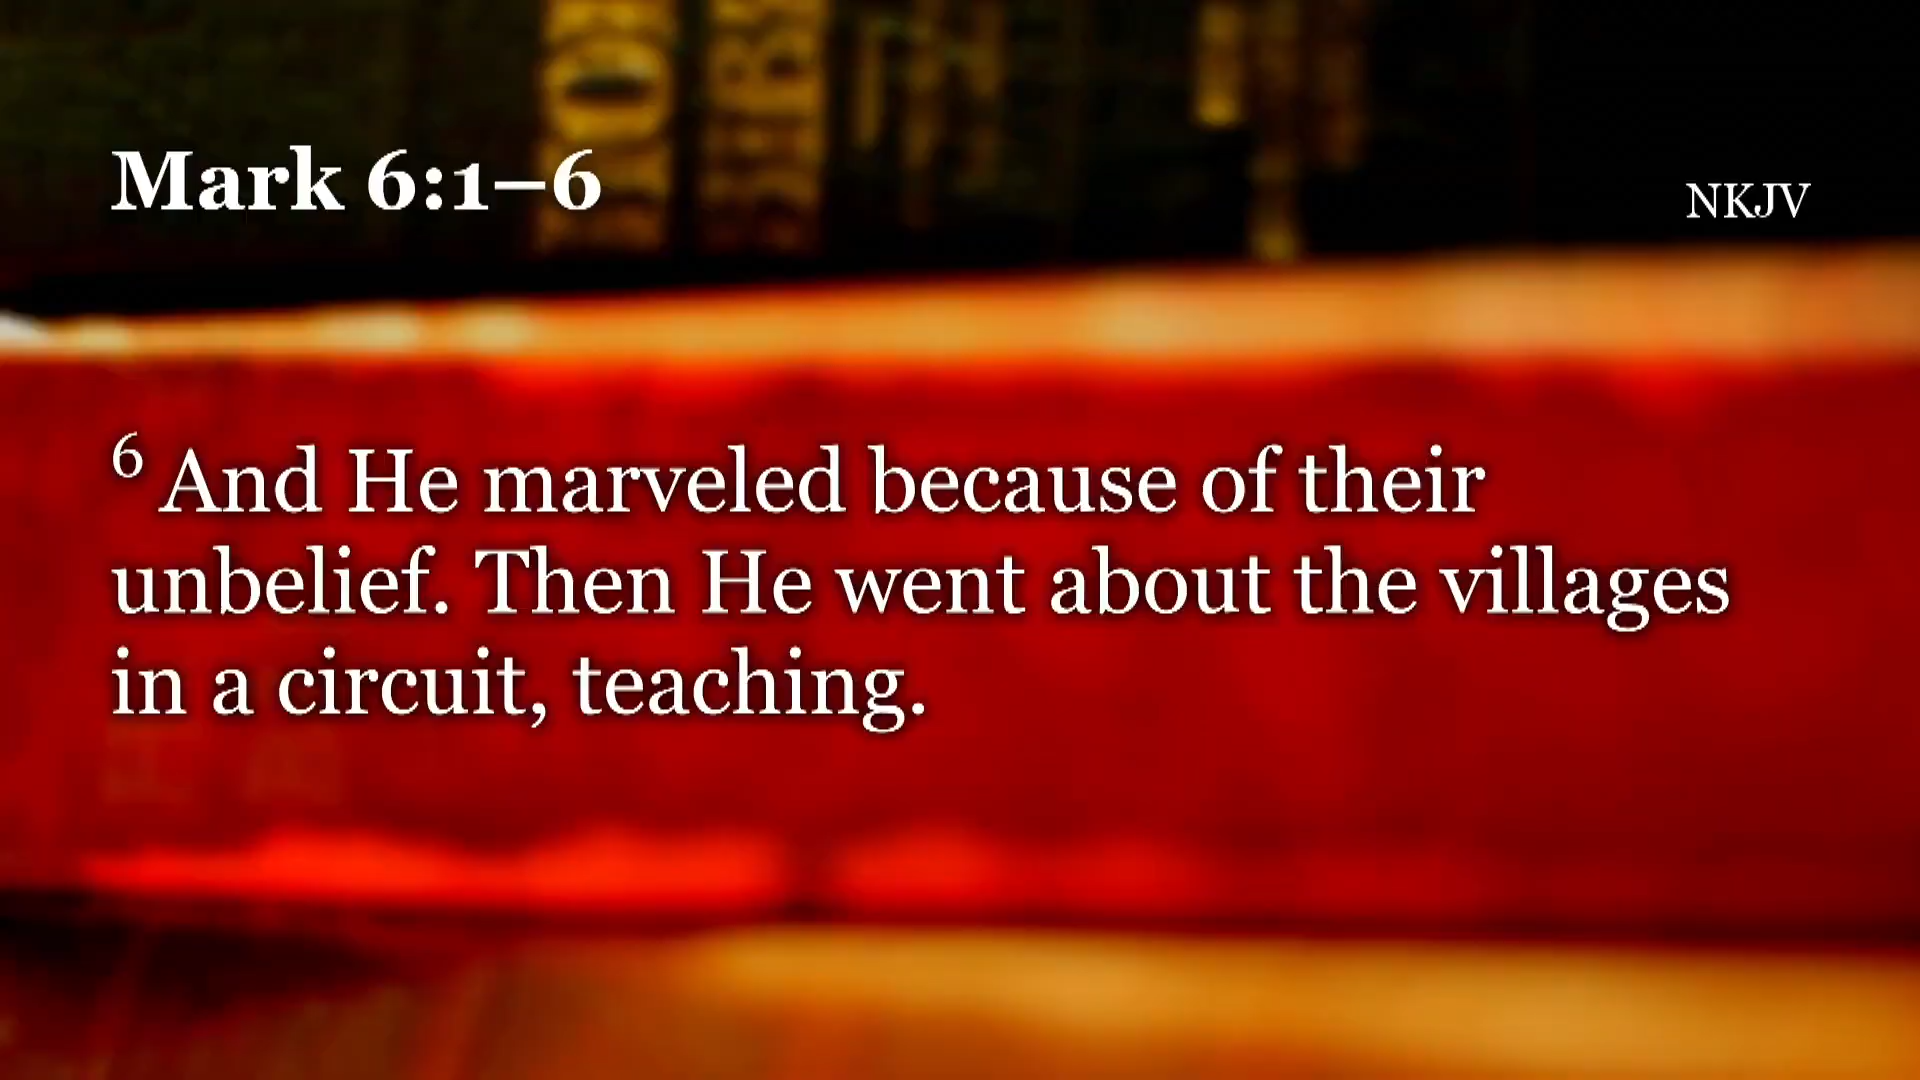 Mark 6:1–6
NKJV
6 And He marveled because of their
unbelief. Then He went about the villages
in a circuit, teaching.